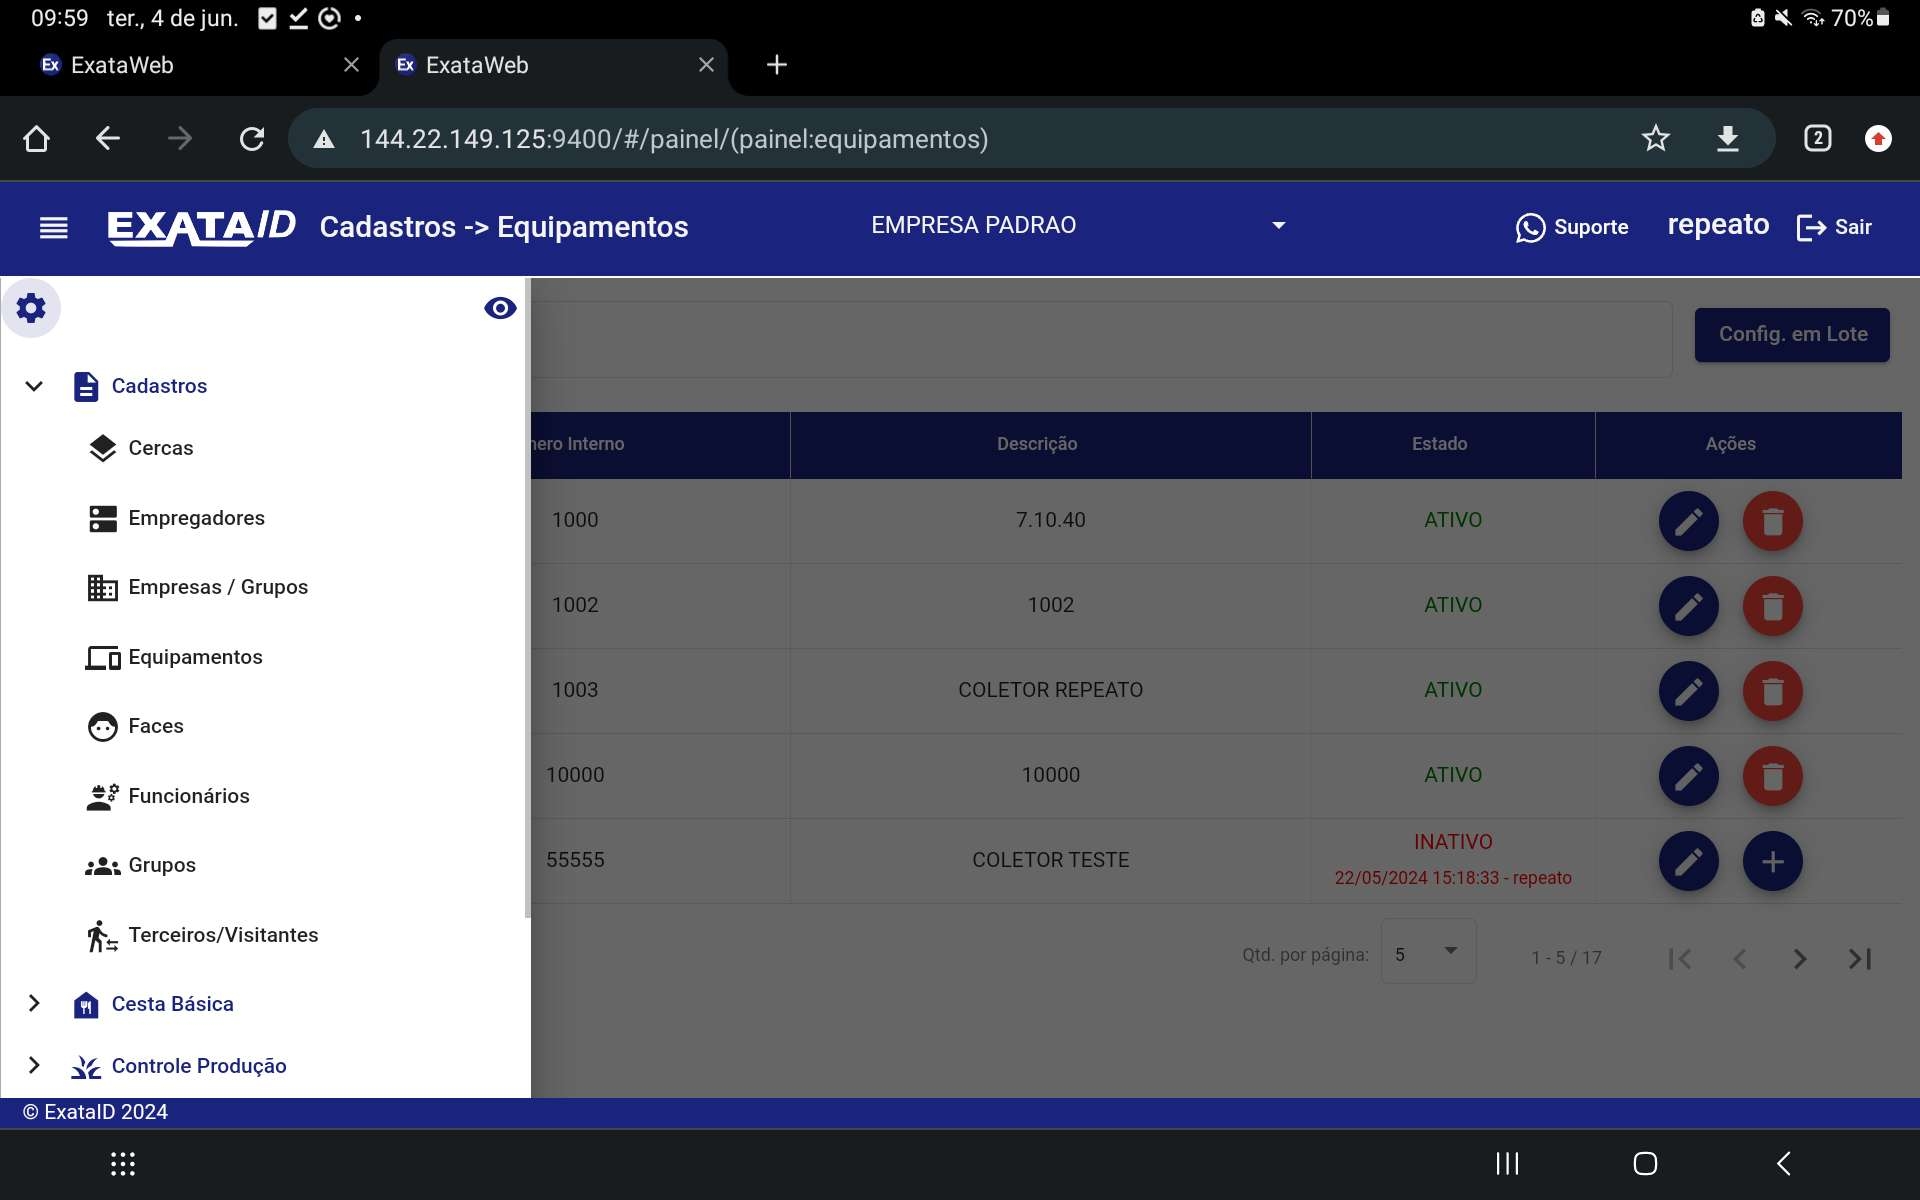 09:59 ter., 4 de jun. 70%
Ex ExataWeb Ex ExataWeb
144.22.149.125:9400/#/painel/(painel:equipamentos) 2
EXATAID Cadastros -> Equipamentos EMPRESA PADRAO Suporte repeato Sair
Config. em Lote
Cadastros
Cercas
Empregadores
Empresas / Grupos
Equipamentos
Faces
Funcionários
Grupos
Terceiros/Visitantes
Cesta Básica
Controle Produção
nero Interno Descrição Estado Ações
1000 7.10.40 ATIVO
1002 1002 ATIVO
1003 COLETOR REPEATO ATIVO
10000 10000 ATIVO
55555 COLETOR TESTE INATIVO
22/05/2024 15:18:33 - repeato
Qtd. por página: 5 1 - 5 / 17
© ExataID 2024